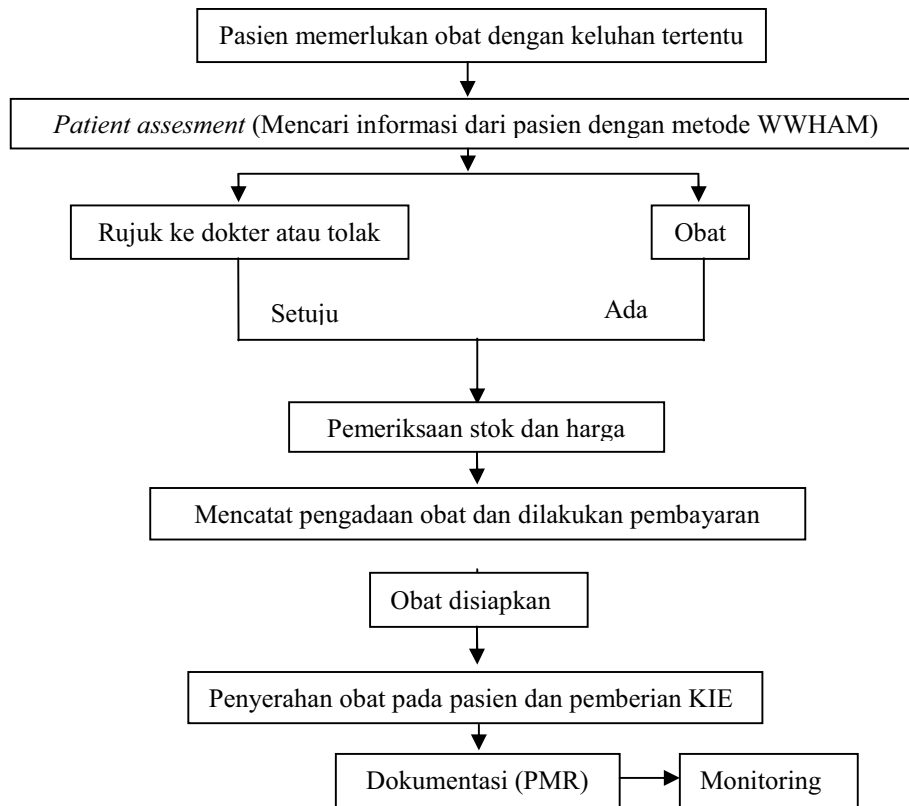 Pasien memerlukan obat dengan keluhan tertentu
Patient assesment (Mencari informasi dari pasien dengan metode WWHAM)
Rujuk ke dokter atau tolak
Obat
Setuju
Ada
Pemeriksaan stok dan harga
Mencatat pengadaan obat dan dilakukan pembayaran
Obat disiapkan
Penyerahan obat pada pasien dan pemberian KIE
Dokumentasi (PMR)
Monitoring